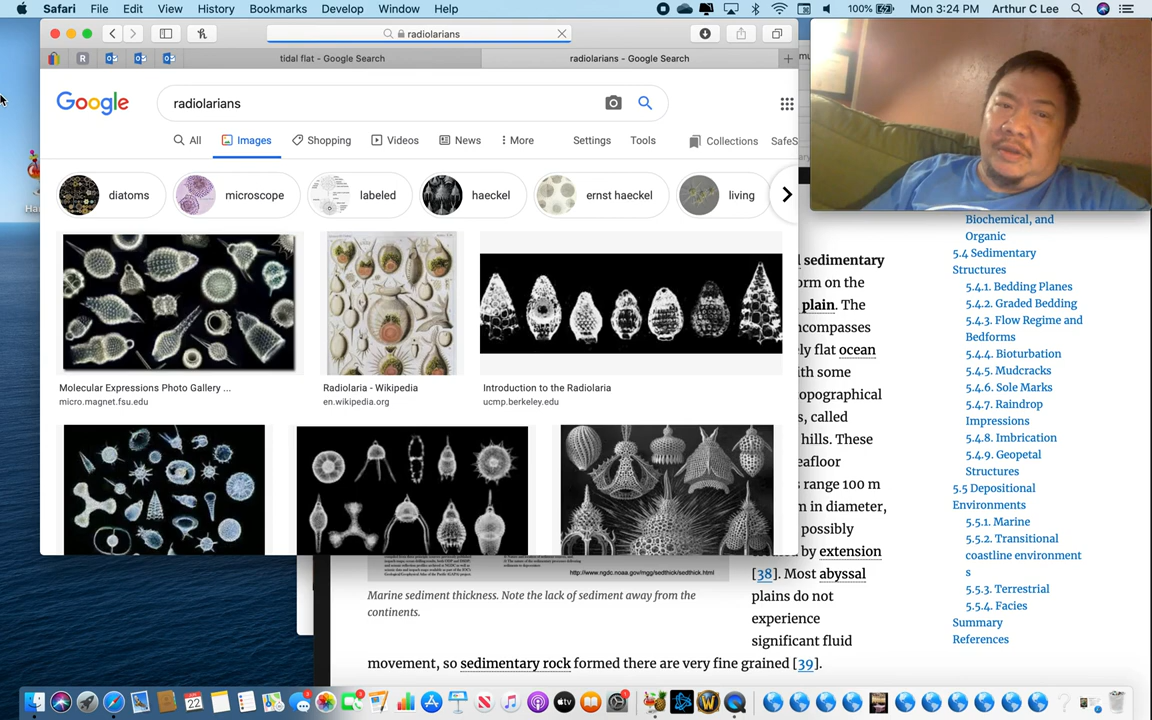 Safari File Edit View History Bookmarks Develop Window Help 100% Mon 3:24 PM Arthur C Lee
radiolarians
tidal flat - Google Search radiolarians - Google Search
Google radiolarians
All Images Shopping Videos News More Settings Tools Collections SafeS
diatoms microscope labeled haeckel ernst haeckel living
Molecular Expressions Photo Gallery ...
micro.magnet.fsu.edu
Radiolaria - Wikipedia
en.wikipedia.org
Introduction to the Radiolaria
ucmp.berkeley.edu
sedimentary
orm on the
plain. The
ncompasses
ly flat ocean
ith some
opographical
s, called
hills. These
eafloor
s range 100 m
m in diameter,
possibly
by extension
[38]. Most abyssal
plains do not
experience
significant fluid
movement, so sedimentary rock formed there are very fine grained [39].
http://www.ngdc.noaa.gov/mgg/sedthick/sedthick.html
Marine sediment thickness. Note the lack of sediment away from the
continents.
Biochemical, and
Organic
5.4 Sedimentary
Structures
5.4.1. Bedding Planes
5.4.2. Graded Bedding
5.4.3. Flow Regime and
Bedforms
5.4.4. Bioturbation
5.4.5. Mudcracks
5.4.6. Sole Marks
5.4.7. Raindrop
Impressions
5.4.8. Imbrication
5.4.9. Geopetal
Structures
5.5 Depositional
Environments
5.5.1. Marine
5.5.2. Transitional
coastline environment
s
5.5.3. Terrestrial
5.5.4. Facies
Summary
References